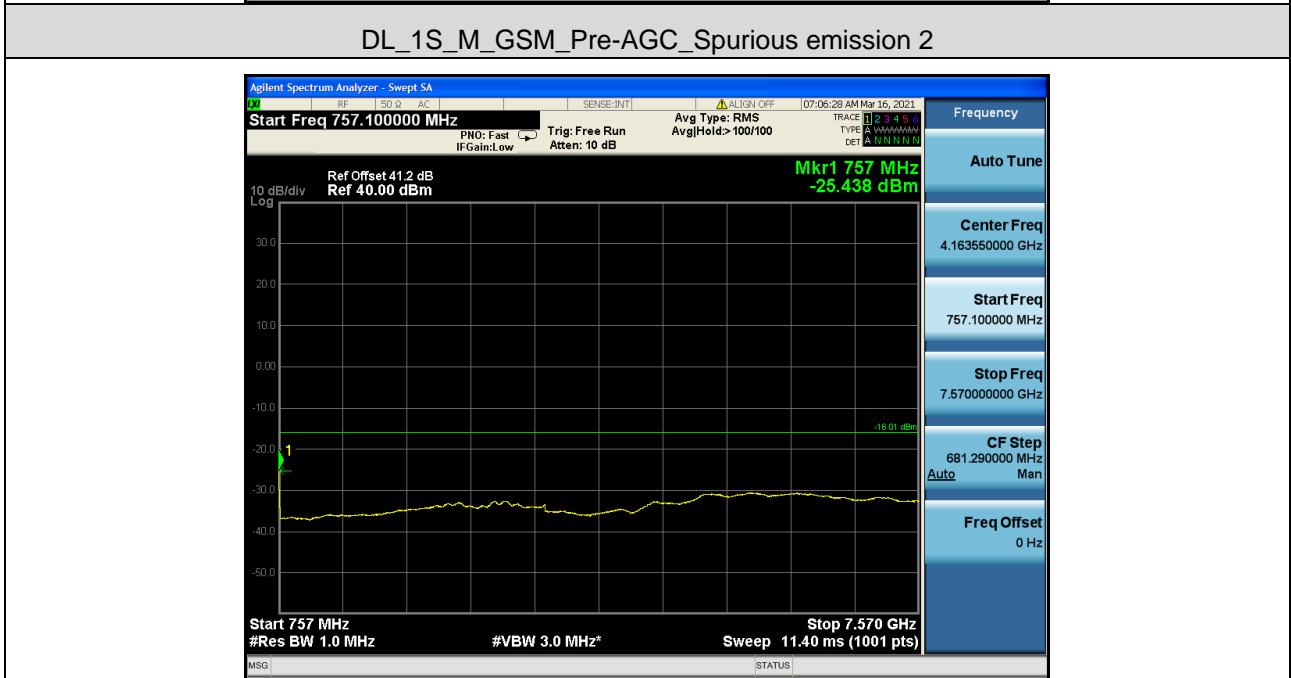 DL_1S_M_GSM_Pre-AGC_Spurious emission 2
Agilent Spectrum Analyzer - Swept SA
LXI RF 50 Ω AC SENSE:INT ALIGN OFF 07:06:28 AM Mar 16, 2021
Start Freq 757.100000 MHz
PNO: Fast
IFGain:Low
Trig: Free Run
Atten: 10 dB
Avg Type: RMS
Avg|Hold:>100/100
TRACE 1 2 3 4 5 6
TYPE A WWWWW
DET A N N N N N
Frequency
Auto Tune
Center Freq
4.163550000 GHz
Start Freq
757.100000 MHz
Stop Freq
7.570000000 GHz
CF Step
681.290000 MHz
Auto Man
Freq Offset
0 Hz
Mkr1 757 MHz
-25.438 dBm
Ref Offset 41.2 dB
10 dB/div Ref 40.00 dBm
Log
30.0
20.0
10.0
0.00
-10.0
-16.01 dBm
-20.0
1
-30.0
-40.0
-50.0
Start 757 MHz
Stop 7.570 GHz
#Res BW 1.0 MHz
#VBW 3.0 MHz*
Sweep 11.40 ms (1001 pts)
MSG
STATUS